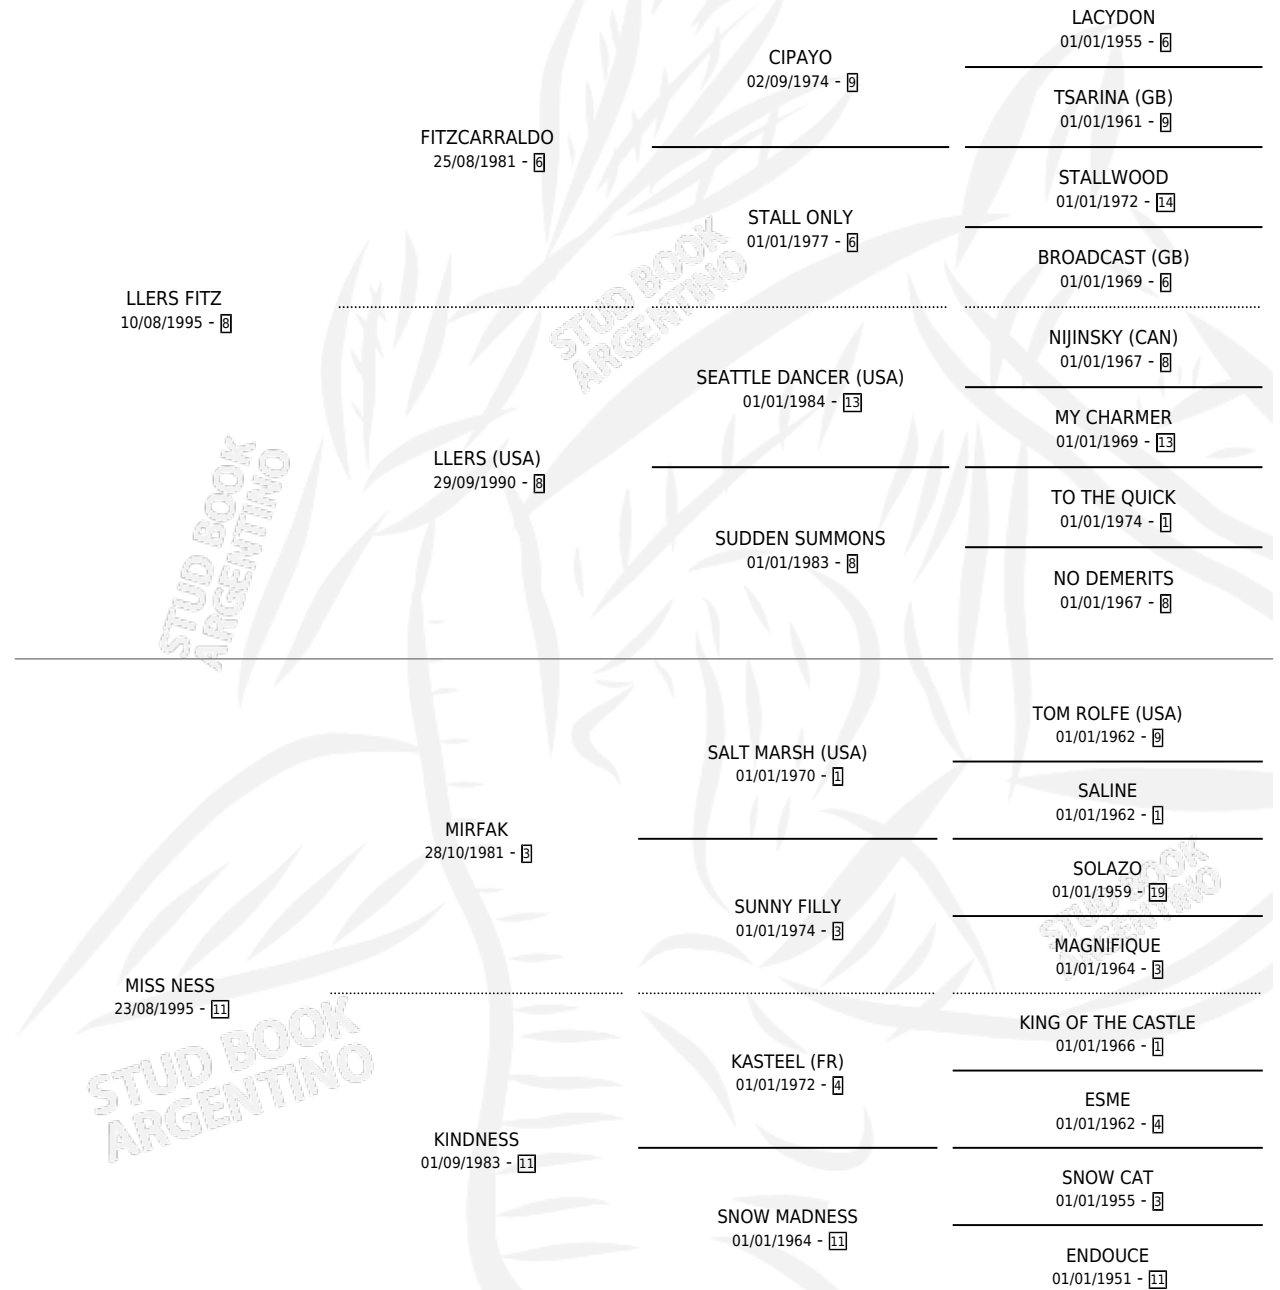 LACYDON
01/01/1955 - 6
CIPAYO
02/09/1974 - 9
TSARINA (GB)
01/01/1961 - 9
FITZCARRALDO
25/08/1981 - 6
STALLWOOD
01/01/1972 - 14
STALL ONLY
01/01/1977 - 6
BROADCAST (GB)
01/01/1969 - 6
LLERS FITZ
10/08/1995 - 8
STUD BOOK
ARGENTINO
NIJINSKY (CAN)
01/01/1967 - 8
SEATTLE DANCER (USA)
01/01/1984 - 13
MY CHARMER
01/01/1969 - 13
LLERS (USA)
29/09/1990 - 8
TO THE QUICK
01/01/1974 - 1
SUDDEN SUMMONS
01/01/1983 - 8
NO DEMERITS
01/01/1967 - 8
STUD BOOK
ARGENTINO
TOM ROLFE (USA)
01/01/1962 - 9
SALT MARSH (USA)
01/01/1970 - 1
SALINE
01/01/1962 - 1
MIRFAK
28/10/1981 - 3
SOLAZO
01/01/1959 - 19
SUNNY FILLY
01/01/1974 - 3
STUD BOOK
ARGENTINO
MAGNIFIQUE
01/01/1964 - 3
MISS NESS
23/08/1995 - 11
KING OF THE CASTLE
01/01/1966 - 1
KASTEEL (FR)
01/01/1972 - 4
ESME
01/01/1962 - 4
STUD BOOK
ARGENTINO
KINDNESS
01/09/1983 - 11
SNOW CAT
01/01/1955 - 3
SNOW MADNESS
01/01/1964 - 11
ENDOUCE
01/01/1951 - 11